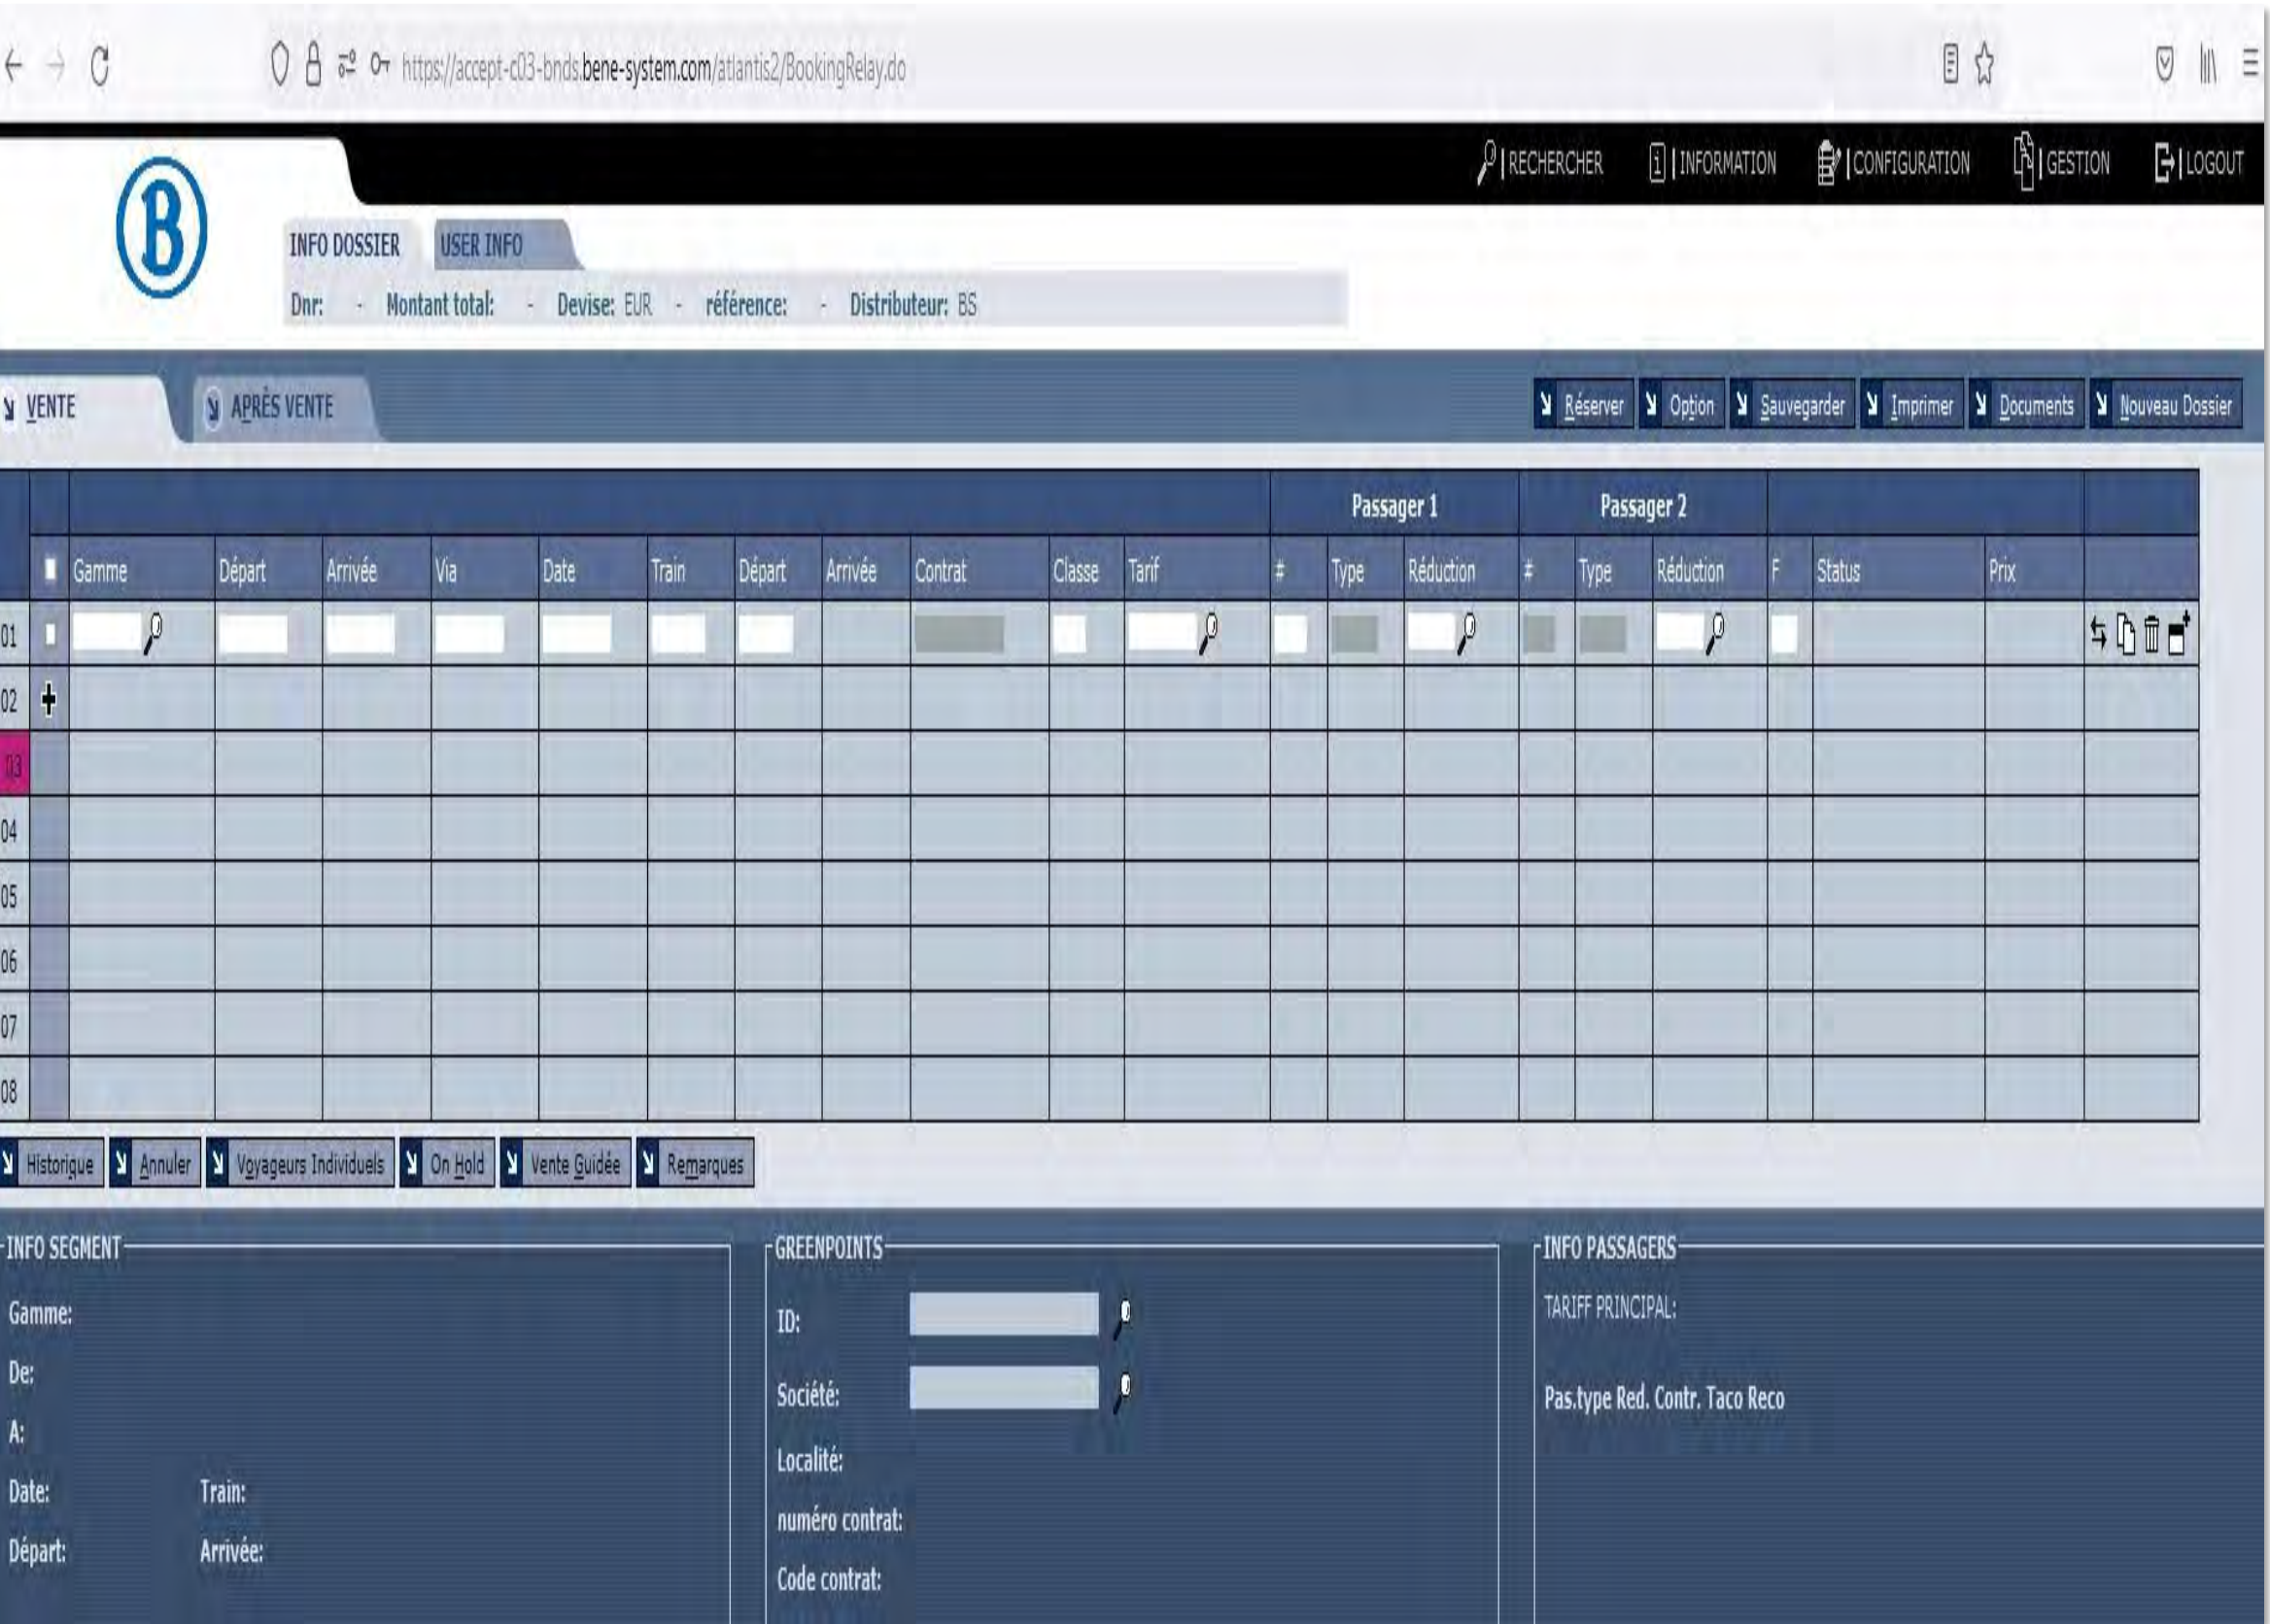 https://accept-c03-bnds.bene-system.com/atlantis2/BookingRelay.do
| RECHERCHER | INFORMATION | CONFIGURATION | GESTION | LOGOUT
B
INFO DOSSIER USER INFO
Dnr: - Montant total: - Devise: EUR - référence: - Distributeur: BS
VENTE APRÈS VENTE Réserver Option Sauvegarder Imprimer Documents Nouveau Dossier
Passager 1 Passager 2
Gamme Départ Arrivée Via Date Train Départ Arrivée Contrat Classe Tarif # Type Réduction # Type Réduction F Status Prix
01
02
03
04
05
06
07
08
Historique Annuler Voyageurs Individuels On Hold Vente Guidée Remarques
INFO SEGMENT
Gamme:
De:
A:
Date: Train:
Départ: Arrivée:
GREENPOINTS
ID:
Société:
Localité:
numéro contrat:
Code contrat:
INFO PASSAGERS
TARIFF PRINCIPAL:
Pas.type Red. Contr. Taco Reco